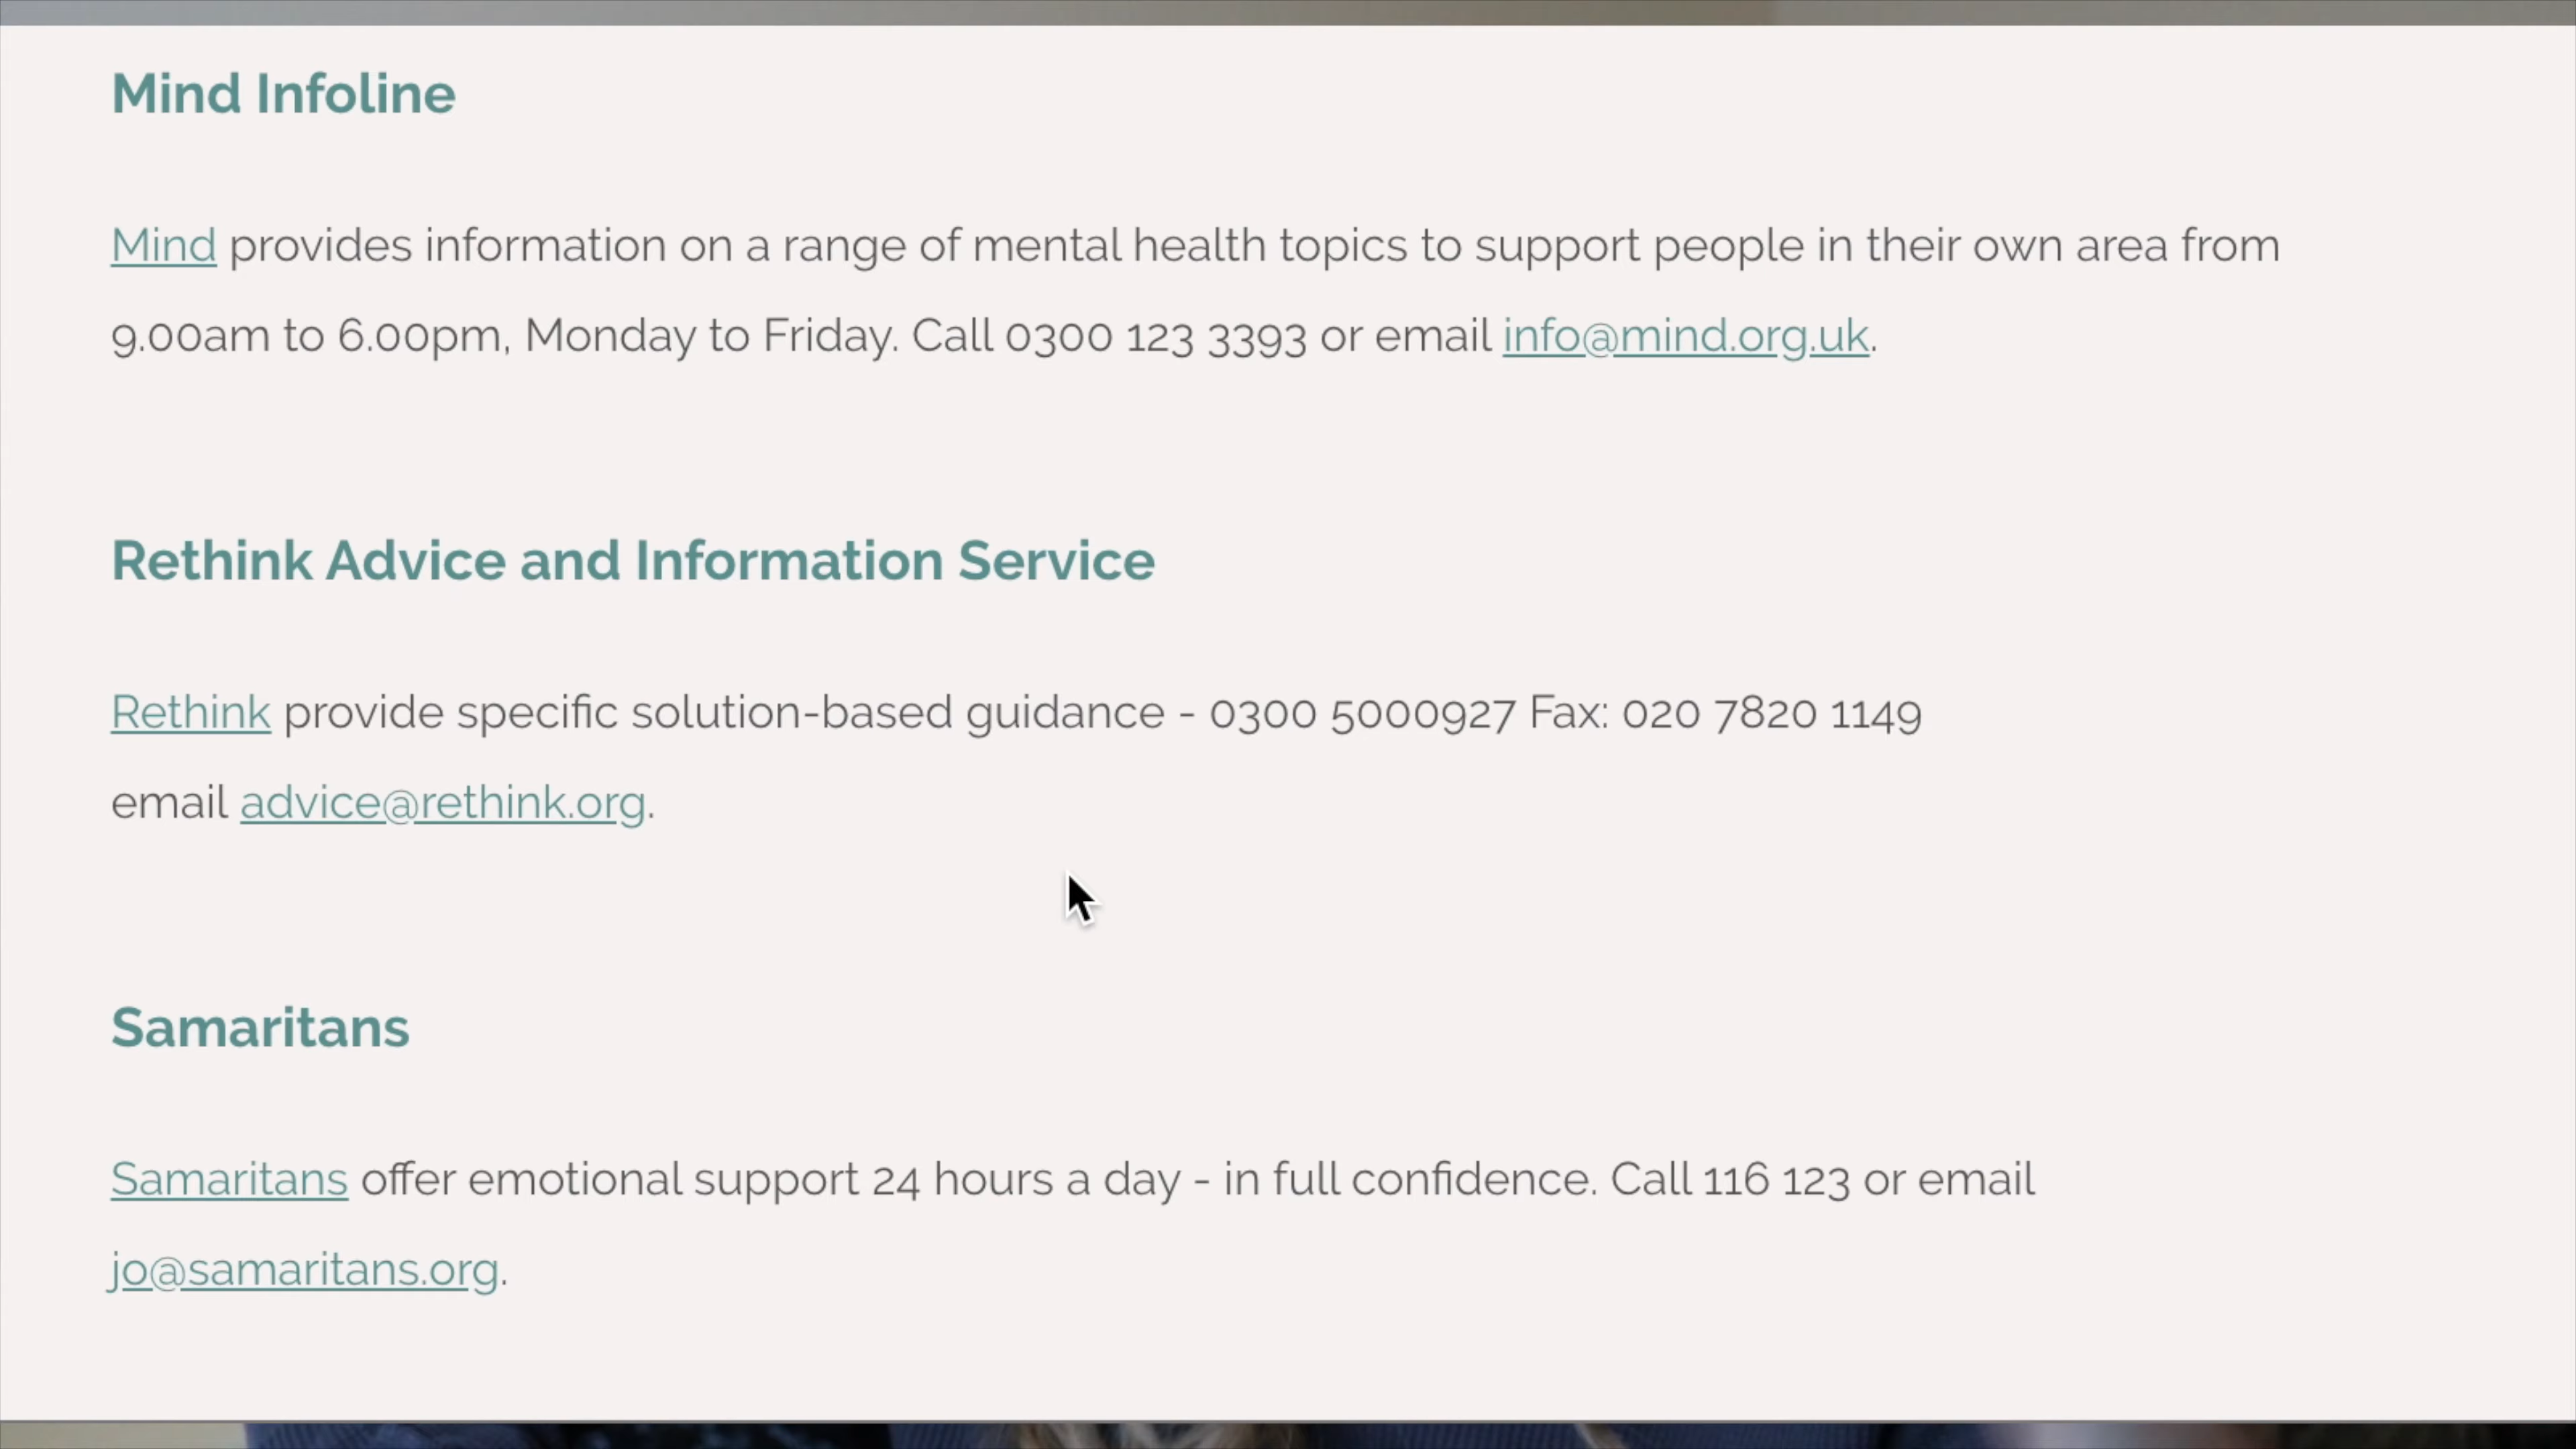 Mind Infoline
Mind provides information on a range of mental health topics to support people in their own area from
9.00am to 6.00pm, Monday to Friday. Call 0300 123 3393 or email info@mind.org.uk.
Rethink Advice and Information Service
Rethink provide specific solution-based guidance - 0300 5000927 Fax: 020 7820 1149
email advice@rethink.org.
Samaritans
Samaritans offer emotional support 24 hours a day - in full confidence. Call 116 123 or email
jo@samaritans.org.